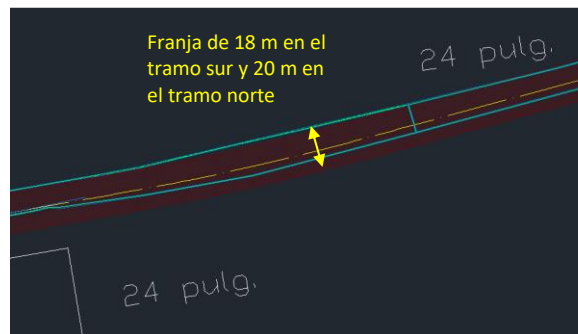 Franja de 18 m en el
tramo sur y 20 m en
el tramo norte
24 pulg.
24 pulg.